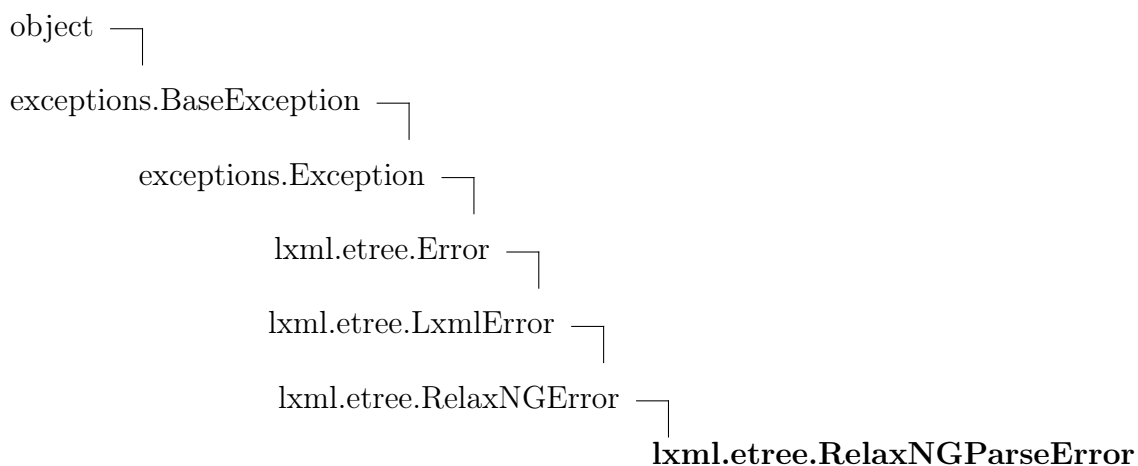 object
exceptions.BaseException
exceptions.Exception
lxml.etree.Error
lxml.etree.LxmlError
lxml.etree.RelaxNGError
lxml.etree.RelaxNGParseError